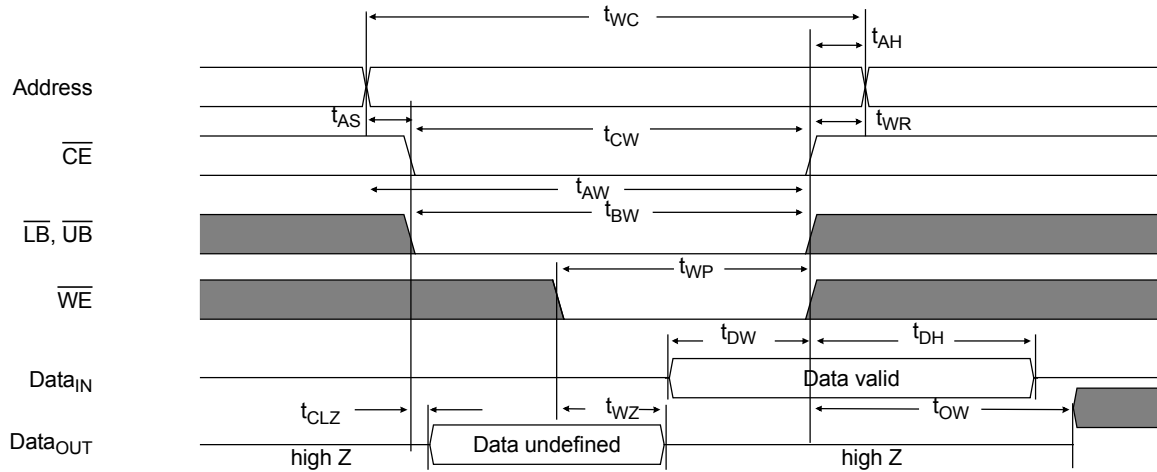 tWC
tAH
Address
tAS
tWR
tCW
CE
tAW
tBW
LB, UB
tWP
WE
tDW
tDH
DataIN
Data valid
tCLZ
tWZ
tOW
DataOUT
Data undefined
high Z
high Z